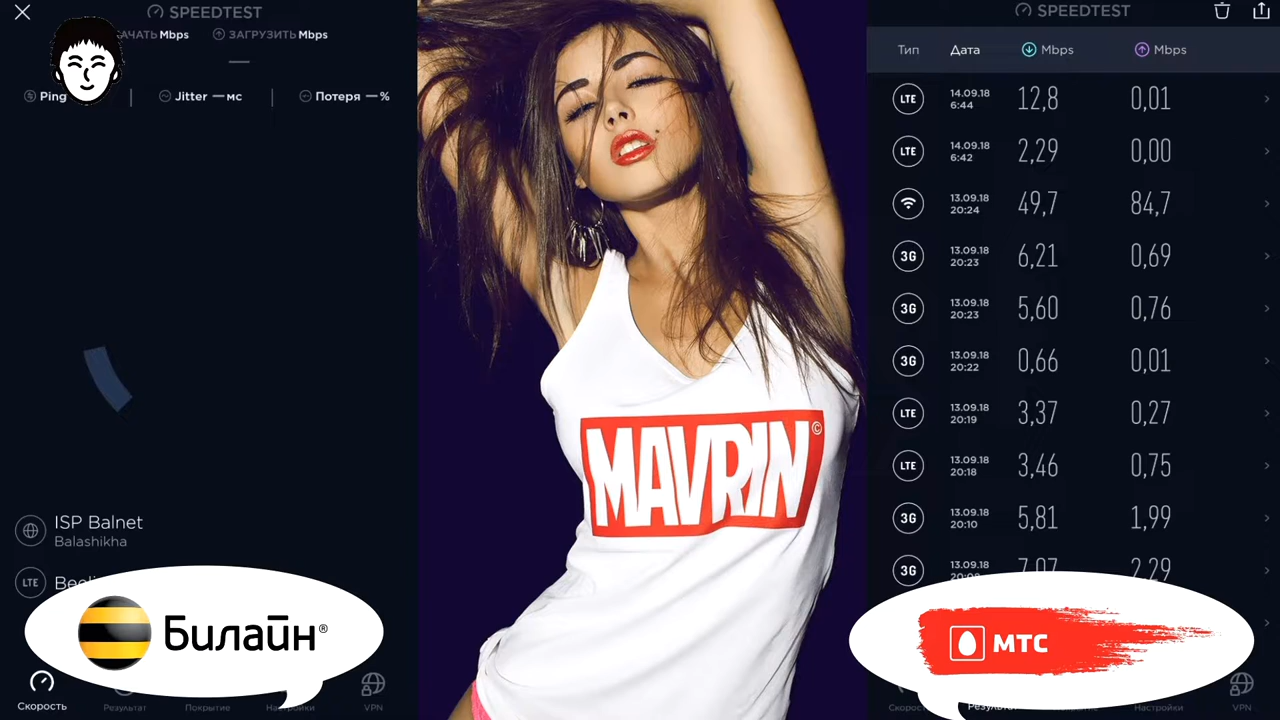 SPEEDTEST
АЧАТЬ Mbps
ЗАГРУЗИТЬ Mbps
—
Ping
Jitter — мс
Потеря — %
ISP Balnet
Balashikha
LTE
Билайн®
Скорость
Результат
Покрытие
Настройки
VPN
MAVRIN ©
SPEEDTEST
Тип Дата Mbps Mbps
LTE 14.09.18 6:44 12,8 0,01
LTE 14.09.18 6:42 2,29 0,00
13.09.18 20:24 49,7 84,7
3G 13.09.18 20:23 6,21 0,69
3G 13.09.18 20:23 5,60 0,76
3G 13.09.18 20:22 0,66 0,01
LTE 13.09.18 20:19 3,37 0,27
LTE 13.09.18 20:18 3,46 0,75
3G 13.09.18 20:10 5,81 1,99
3G 13.09.18 7,07 2,29
МТС
Настройки
VPN